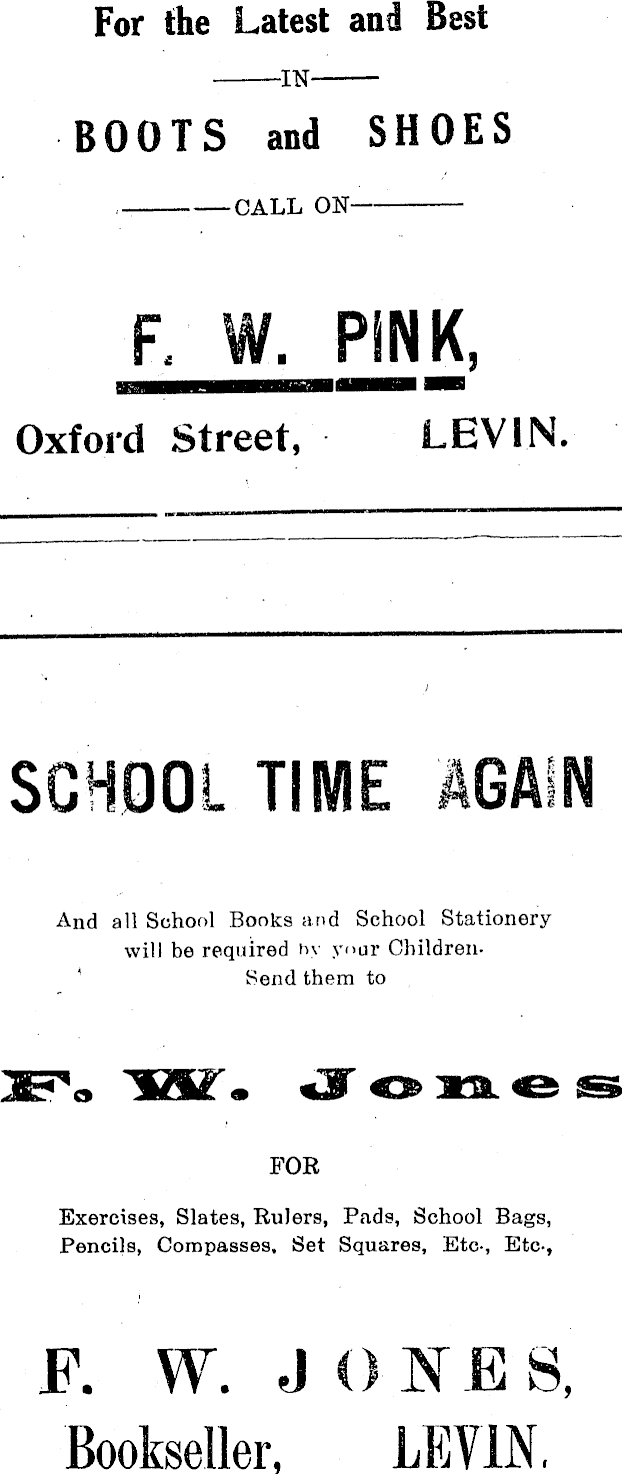 For the Latest and Best
IN
BOOTS and SHOES
CALL ON
F. W. PINK,
Oxford Street, LEVIN.
SCHOOL TIME AGAIN
And all School Books and School Stationery
will be required by your Children.
Send them to
F. W. Jones
FOR
Exercises, Slates, Rulers, Pads, School Bags,
Pencils, Compasses, Set Squares, Etc., Etc.,
F. W. JONES,
Bookseller, LEVIN.